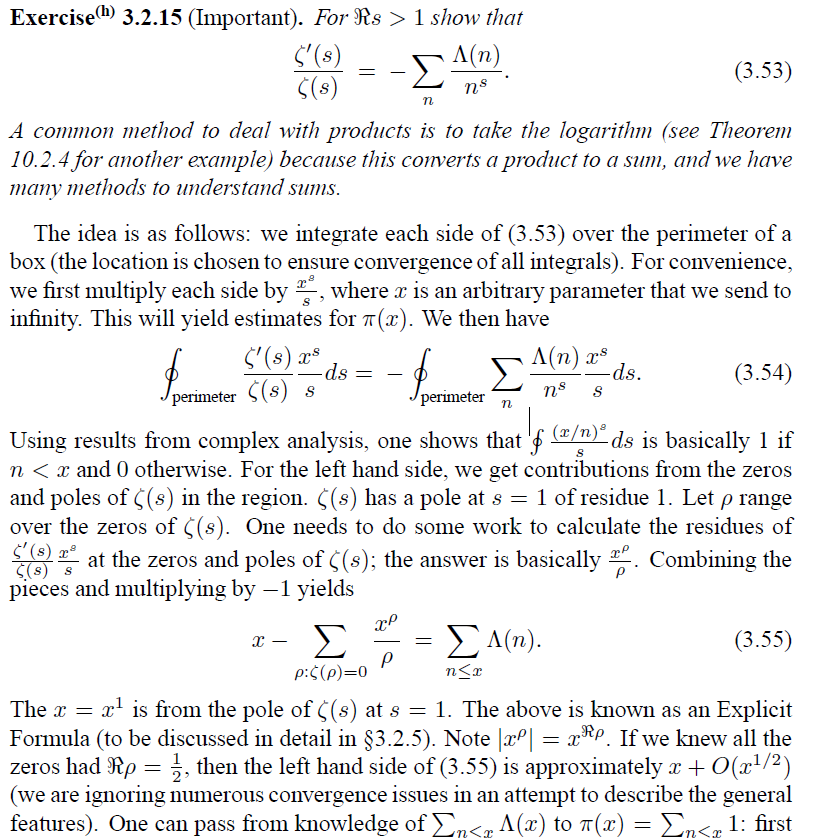 Exercise(h) 3.2.15 (Important). For ℜs > 1 show that
ζ′(s)/ζ(s) = − ∑_n Λ(n)/n^s. (3.53)
A common method to deal with products is to take the logarithm (see Theorem
10.2.4 for another example) because this converts a product to a sum, and we have
many methods to understand sums.
The idea is as follows: we integrate each side of (3.53) over the perimeter of a
box (the location is chosen to ensure convergence of all integrals). For convenience,
we first multiply each side by x^s/s, where x is an arbitrary parameter that we send to
infinity. This will yield estimates for π(x). We then have
∮_perimeter ζ′(s)/ζ(s) x^s/s ds = − ∮_perimeter ∑_n Λ(n)/n^s x^s/s ds. (3.54)
Using results from complex analysis, one shows that ∮ (x/n)^s/s ds is basically 1 if
n < x and 0 otherwise. For the left hand side, we get contributions from the zeros
and poles of ζ(s) in the region. ζ(s) has a pole at s = 1 of residue 1. Let ρ range
over the zeros of ζ(s). One needs to do some work to calculate the residues of
ζ′(s)/ζ(s) x^s/s at the zeros and poles of ζ(s); the answer is basically x^ρ/ρ. Combining the
pieces and multiplying by −1 yields
x − ∑_{ρ:ζ(ρ)=0} x^ρ/ρ = ∑_{n≤x} Λ(n). (3.55)
The x = x^1 is from the pole of ζ(s) at s = 1. The above is known as an Explicit
Formula (to be discussed in detail in §3.2.5). Note |x^ρ| = x^{ℜρ}. If we knew all the
zeros had ℜρ = 1/2, then the left hand side of (3.55) is approximately x + O(x^{1/2})
(we are ignoring numerous convergence issues in an attempt to describe the general
features). One can pass from knowledge of ∑_{n≤x} Λ(x) to π(x) = ∑_{n≤x} 1: first